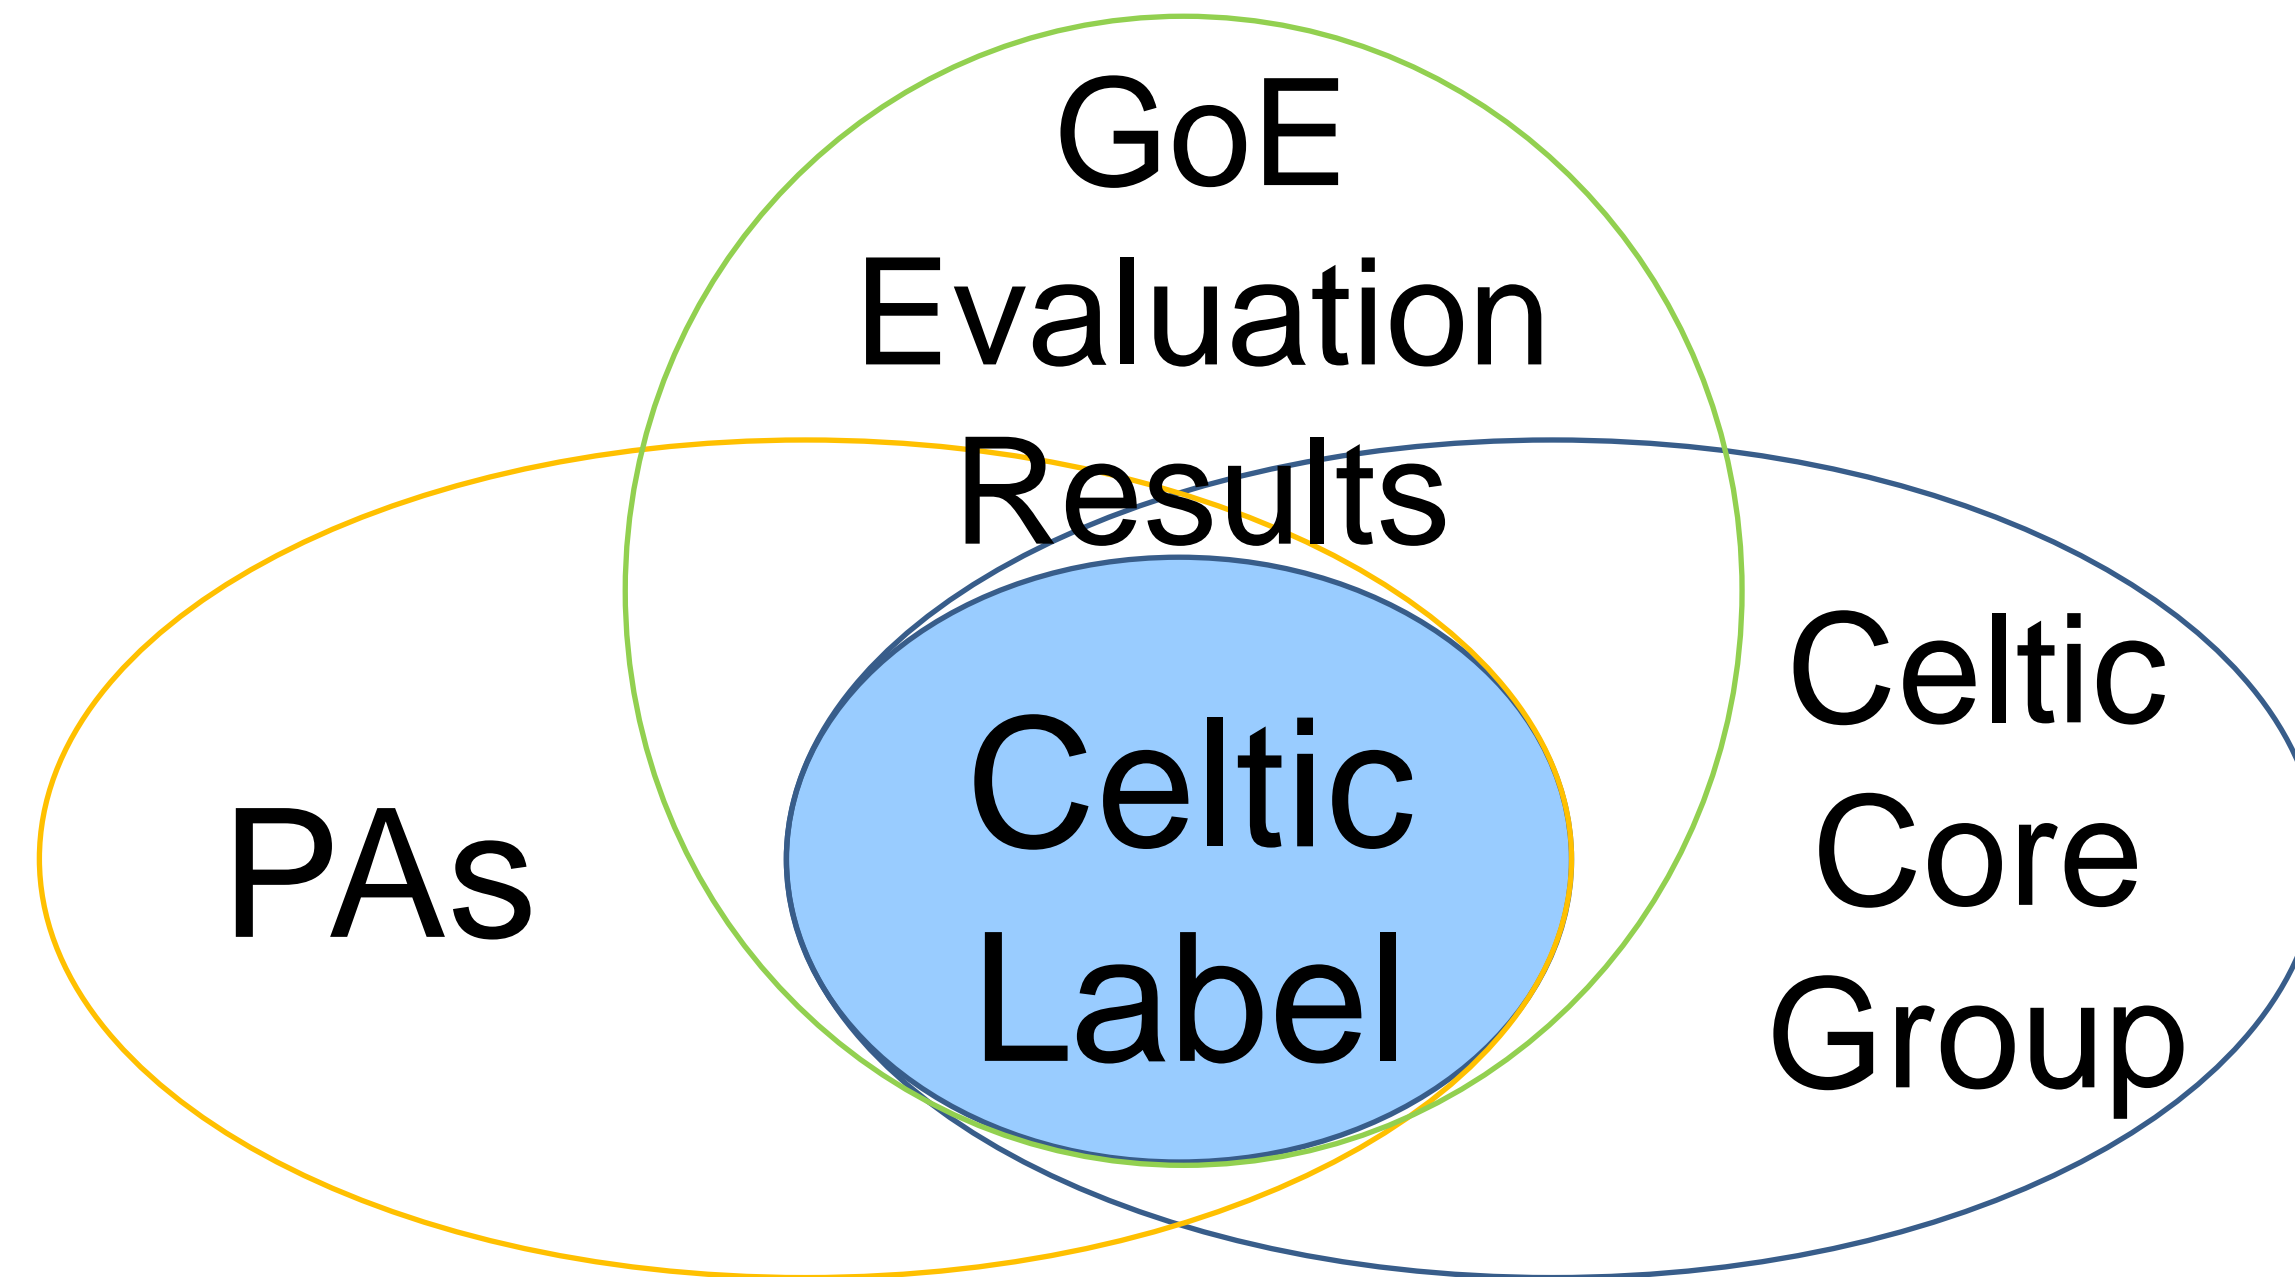 GoE
Evaluation
Results
PAs
Celtic
Label
Celtic
Core
Group